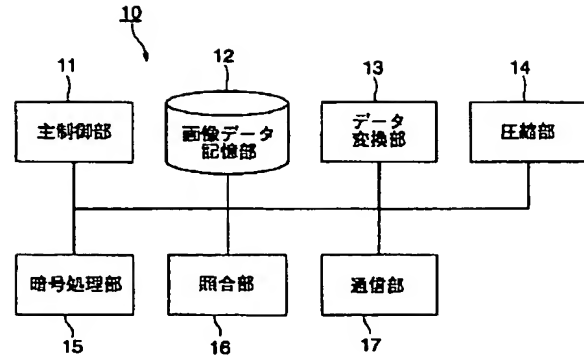 10
11
12
13
14
主制御部
画像データ
記憶部
データ
変換部
圧縮部
暗号処理部
照合部
通信部
15
16
17